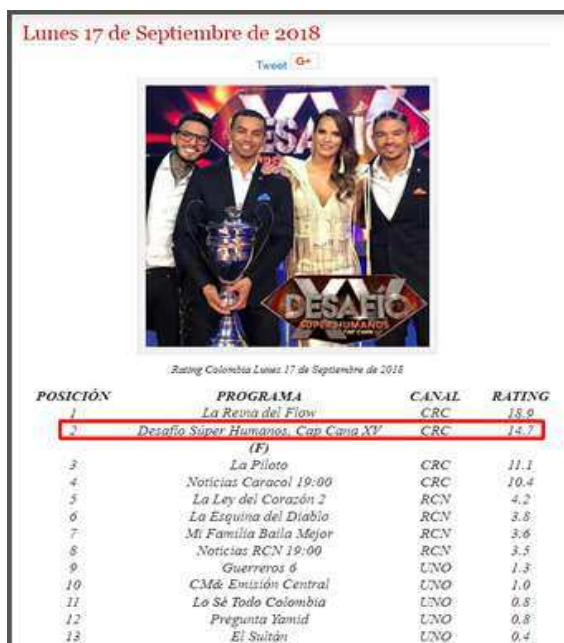 Lunes 17 de Septiembre de 2018
Tweet G+
XV
DESAFÍO
XV
DESAFÍO
SÚPER HUMANOS
CAP CANA
Rating Colombia Lunes 17 de Septiembre de 2018
POSICIÓN PROGRAMA CANAL RATING
1 La Reina del Flow CRC 18.9
2 Desafío Súper Humanos, Cap Cana XV CRC 14.7
(F)
3 La Piloto CRC 11.1
4 Noticias Caracol 19:00 CRC 10.4
5 La Ley del Corazón 2 RCN 4.2
6 La Esquina del Diablo RCN 3.8
7 Mi Familia Baila Mejor RCN 3.6
8 Noticias RCN 19:00 RCN 3.5
9 Guerreros 6 UNO 1.3
10 CM& Emisión Central UNO 1.0
11 Lo Sé Todo Colombia UNO 0.8
12 Pregunta Yamid UNO 0.8
13 El Sultán UNO 0.4